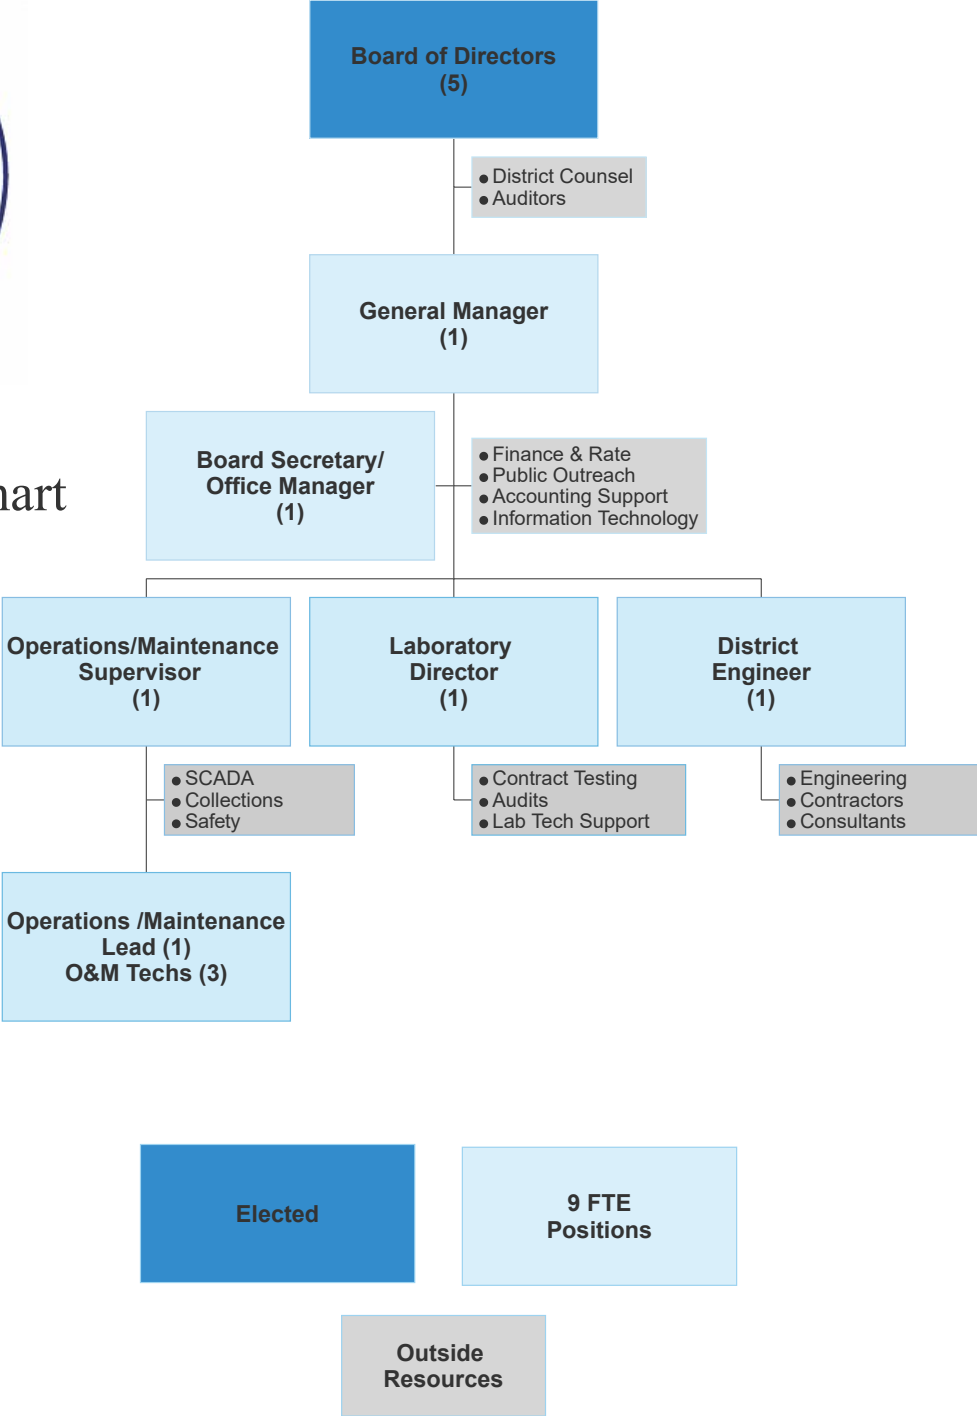 Board of Directors
(5)
• District Counsel
• Auditors
General Manager
(1)
Board Secretary/
Office Manager
(1)
• Finance & Rate
• Public Outreach
• Accounting Support
• Information Technology
Operations/Maintenance
Supervisor
(1)
Laboratory
Director
(1)
District
Engineer
(1)
• SCADA
• Collections
• Safety
• Contract Testing
• Audits
• Lab Tech Support
• Engineering
• Contractors
• Consultants
Operations /Maintenance
Lead (1)
O&M Techs (3)
Elected
9 FTE
Positions
Outside
Resources